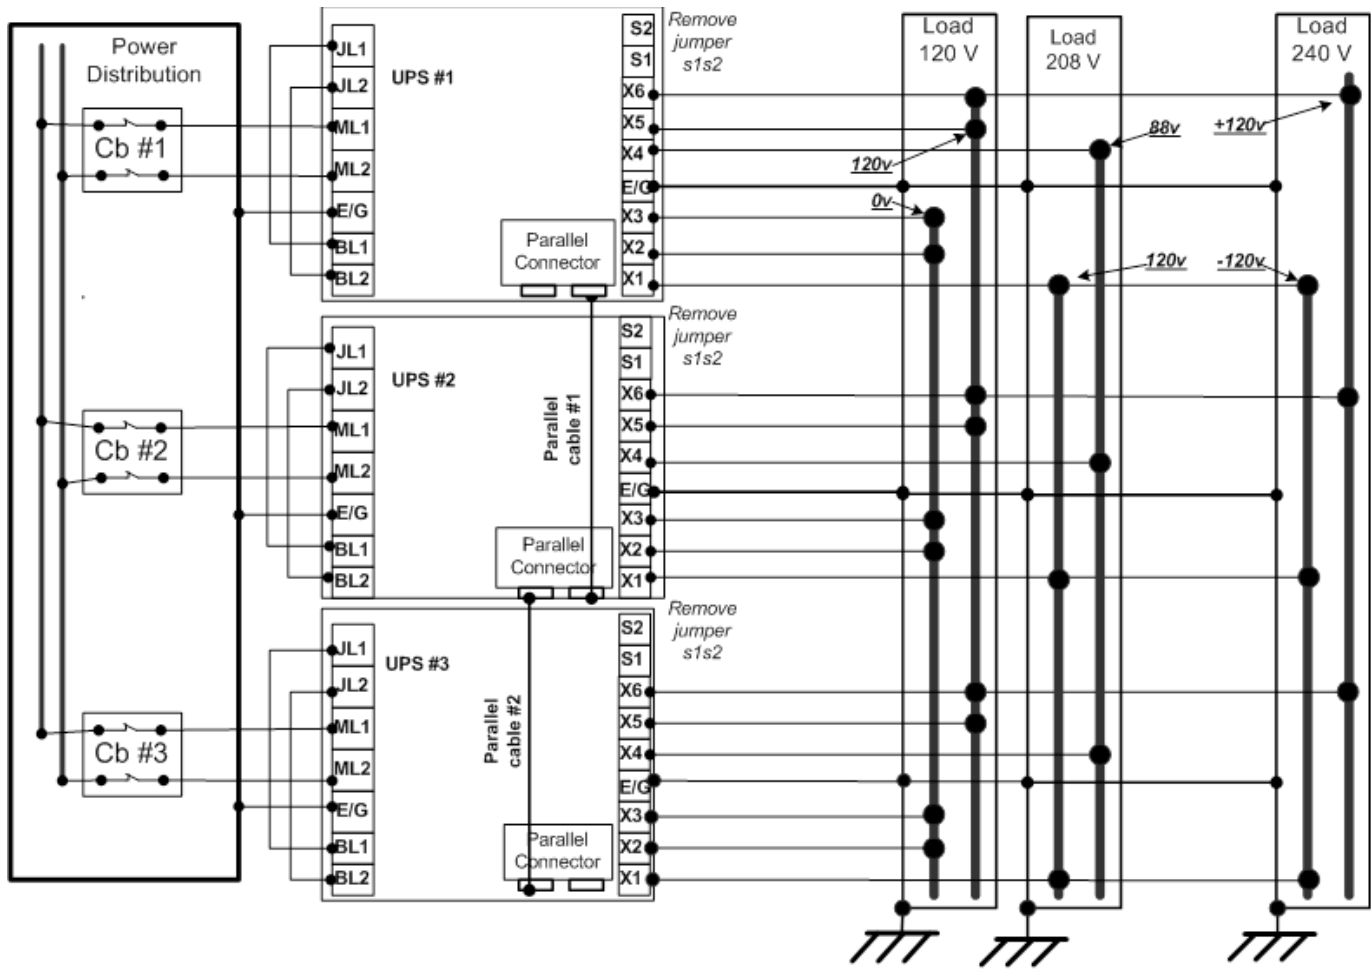 Power
Distribution
Cb #1
Cb #2
Cb #3
JL1
JL2
ML1
ML2
E/G
BL1
BL2
UPS #1
Parallel
Connector
S2
S1
X6
X5
X4
E/G
X3
X2
X1
Remove
jumper
s1s2
JL1
JL2
ML1
ML2
E/G
BL1
BL2
UPS #2
Parallel
cable #1
Parallel
Connector
S2
S1
X6
X5
X4
E/G
X3
X2
X1
Remove
jumper
s1s2
JL1
JL2
ML1
ML2
E/G
BL1
BL2
UPS #3
Parallel
cable #2
Parallel
Connector
S2
S1
X6
X5
X4
E/G
X3
X2
X1
Remove
jumper
s1s2
Load
120 V
120v
0v
Load
208 V
88v
120v
Load
240 V
+120v
-120v